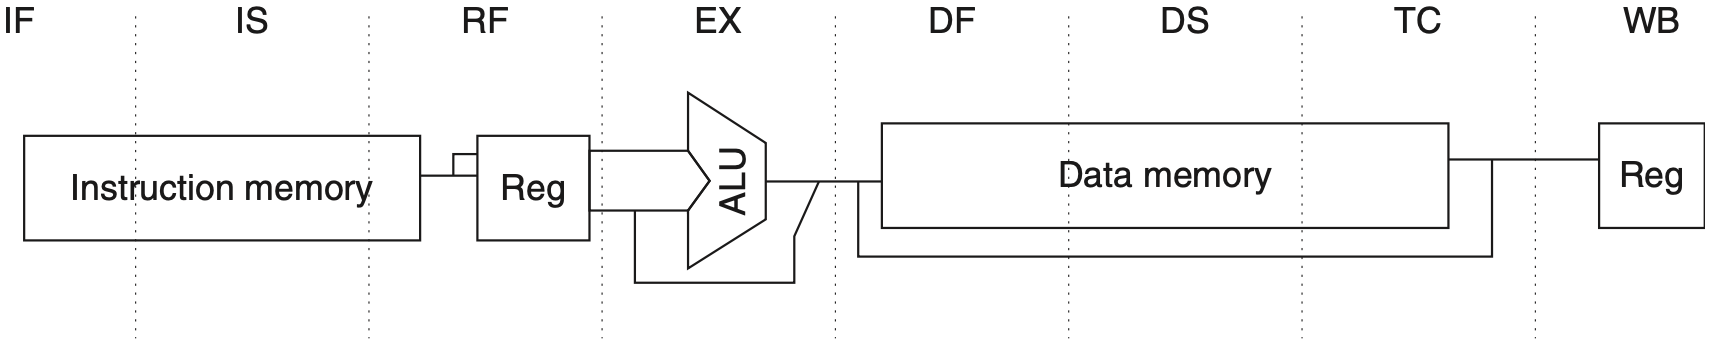 IF IS RF EX DF DS TC WB
Instruction memory Reg ALU Data memory Reg